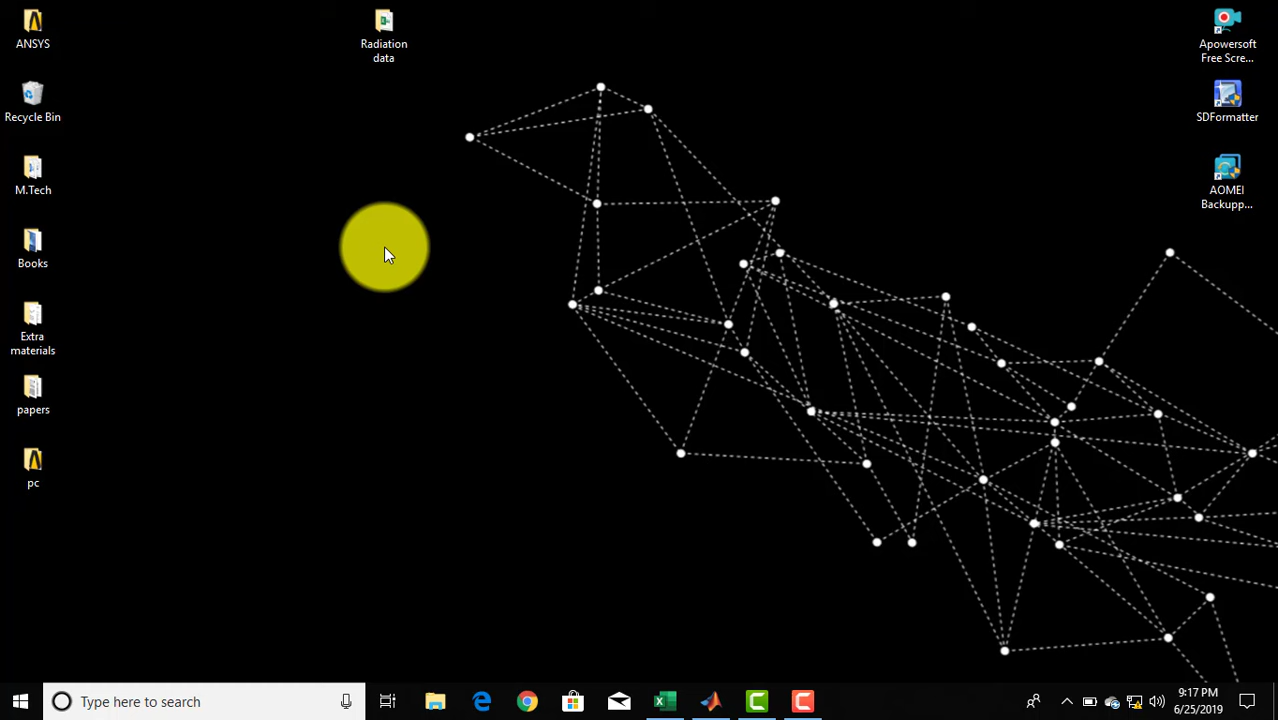 ANSYS
Recycle Bin
M.Tech
Books
Extra
materials
papers
pc
Radiation
data
Apowersoft
Free Scre...
SDFormatter
AOMEI
Backupp...
Type here to search
9:17 PM
6/25/2019